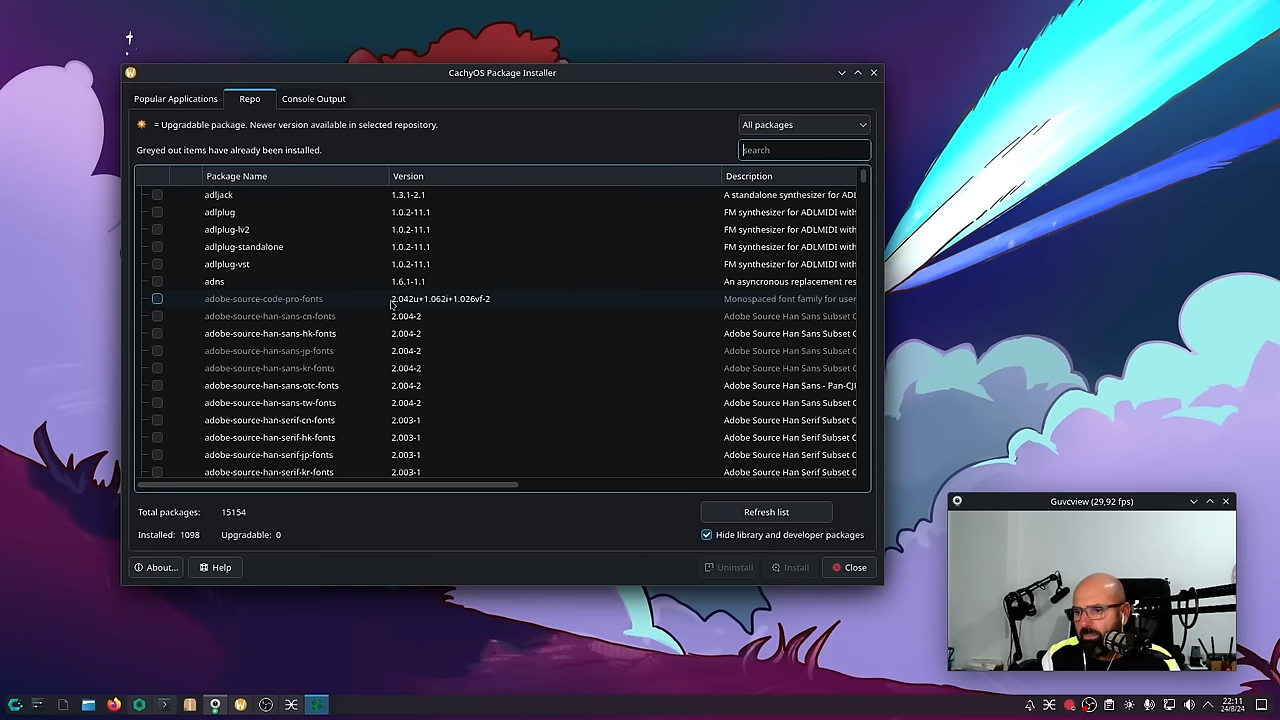 CachyOS Package Installer
Popular Applications Repo Console Output
= Upgradable package. Newer version available in selected repository. All packages
Greyed out items have already been installed. search
Package Name Version Description
adljack 1.3.1-2.1 A standalone synthesizer for ADL
adlplug 1.0.2-11.1 FM synthesizer for ADLMIDI with
adlplug-lv2 1.0.2-11.1 FM synthesizer for ADLMIDI with
adlplug-standalone 1.0.2-11.1 FM synthesizer for ADLMIDI with
adlplug-vst 1.0.2-11.1 FM synthesizer for ADLMIDI with
adns 1.6.1-1.1 An asyncronous replacement res
adobe-source-code-pro-fonts 2.042u+1.062i+1.026vf-2 Monospaced font family for user
adobe-source-han-sans-cn-fonts 2.004-2 Adobe Source Han Sans Subset O
adobe-source-han-sans-hk-fonts 2.004-2 Adobe Source Han Sans Subset O
adobe-source-han-sans-jp-fonts 2.004-2 Adobe Source Han Sans Subset O
adobe-source-han-sans-kr-fonts 2.004-2 Adobe Source Han Sans Subset O
adobe-source-han-sans-otc-fonts 2.004-2 Adobe Source Han Sans - Pan-CJK
adobe-source-han-sans-tw-fonts 2.004-2 Adobe Source Han Sans Subset O
adobe-source-han-serif-cn-fonts 2.003-1 Adobe Source Han Serif Subset O
adobe-source-han-serif-hk-fonts 2.003-1 Adobe Source Han Serif Subset O
adobe-source-han-serif-jp-fonts 2.003-1 Adobe Source Han Serif Subset O
adobe-source-han-serif-kr-fonts 2.003-1 Adobe Source Han Serif Subset O
Total packages: 15154 Refresh list
Installed: 1098 Upgradable: 0 Hide library and developer packages
About... Help Uninstall Install Close
Guvcview (29,92 fps)
22:11
24/8/24